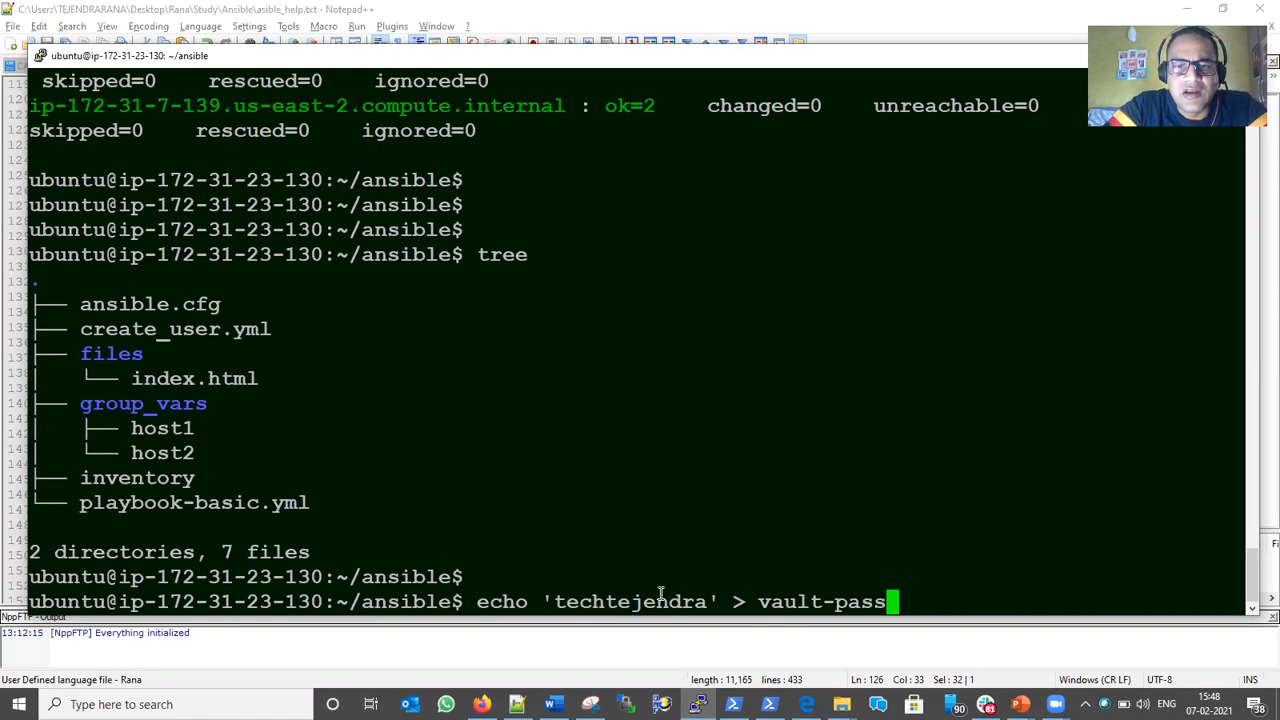 C:\Users\TEJENDRARANA\Desktop\Rana\Study\Ansible\asible_help.txt - Notepad++
File Edit Search View Encoding Language Settings Tools Macro Run Plugins Window ?
ubuntu@ip-172-31-23-130: ~/ansible
skipped=0 rescued=0 ignored=0
ip-172-31-7-139.us-east-2.compute.internal : ok=2 changed=0 unreachable=0
skipped=0 rescued=0 ignored=0
ubuntu@ip-172-31-23-130:~/ansible$
ubuntu@ip-172-31-23-130:~/ansible$
ubuntu@ip-172-31-23-130:~/ansible$
ubuntu@ip-172-31-23-130:~/ansible$ tree
.
├── ansible.cfg
├── create_user.yml
├── files
│   └── index.html
├── group_vars
│   ├── host1
│   └── host2
├── inventory
└── playbook-basic.yml
2 directories, 7 files
ubuntu@ip-172-31-23-130:~/ansible$
ubuntu@ip-172-31-23-130:~/ansible$ echo 'techtejendra' > vault-pass
NppFTP - Output
13:12:15 [NppFTP] Everything initialized
User Defined language file - Rana length : 11,165 lines : 433 Ln : 126 Col : 33 Sel : 32 | 1 Windows (CR LF) UTF-8 INS
Type here to search
15:48
07-02-2021